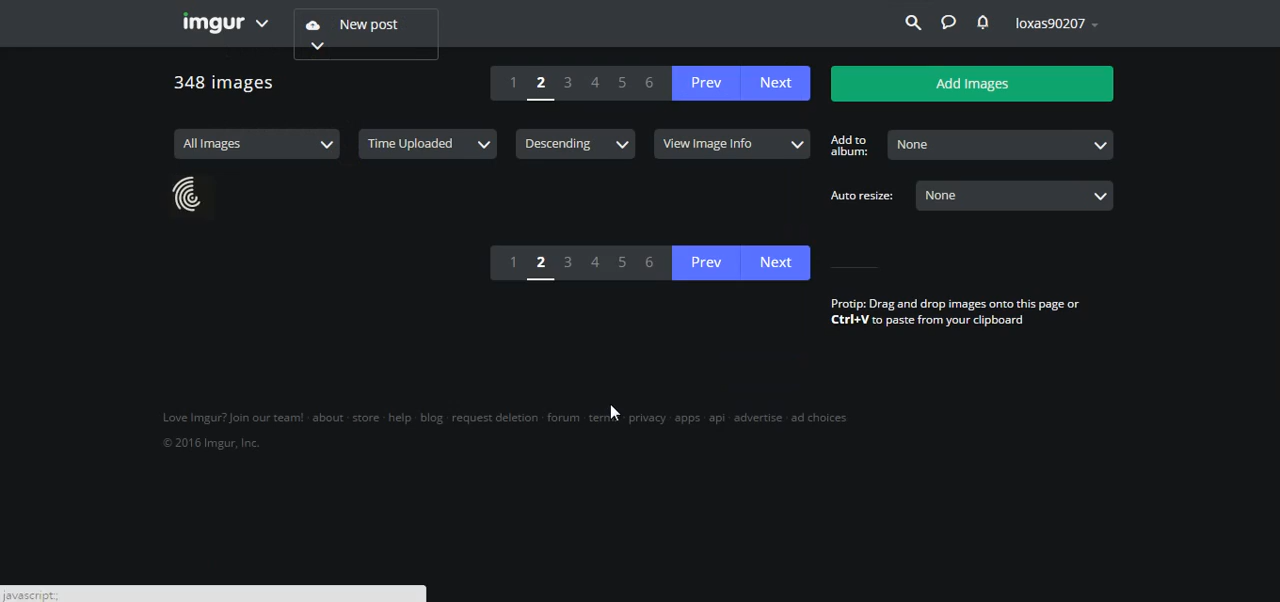 imgur New post loxas90207
348 images 1 2 3 4 5 6 Prev Next Add Images
All Images Time Uploaded Descending View Image Info Add to album: None
Auto resize: None
1 2 3 4 5 6 Prev Next
Protip: Drag and drop images onto this page or
Ctrl+V to paste from your clipboard
Love Imgur? Join our team! · about · store · help · blog · request deletion · forum · terms · privacy · apps · api · advertise · ad choices
© 2016 Imgur, Inc.
javascript:;